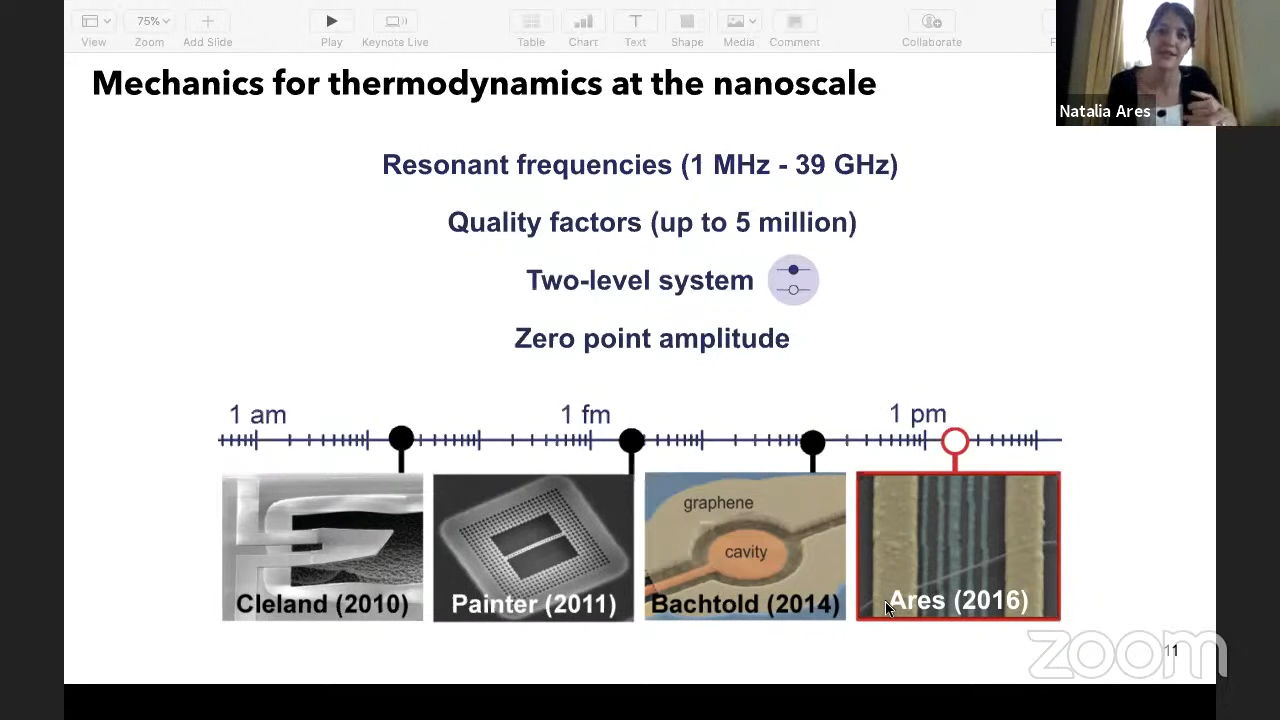 View
75%
Zoom
Add Slide
Play
Keynote Live
Table
Chart
Text
Shape
Media
Comment
Collaborate
Natalia Ares
Mechanics for thermodynamics at the nanoscale
Resonant frequencies (1 MHz - 39 GHz)
Quality factors (up to 5 million)
Two-level system
Zero point amplitude
1 am
1 fm
1 pm
graphene
cavity
Cleland (2010)
Painter (2011)
Bachtold (2014)
Ares (2016)
zoom
11